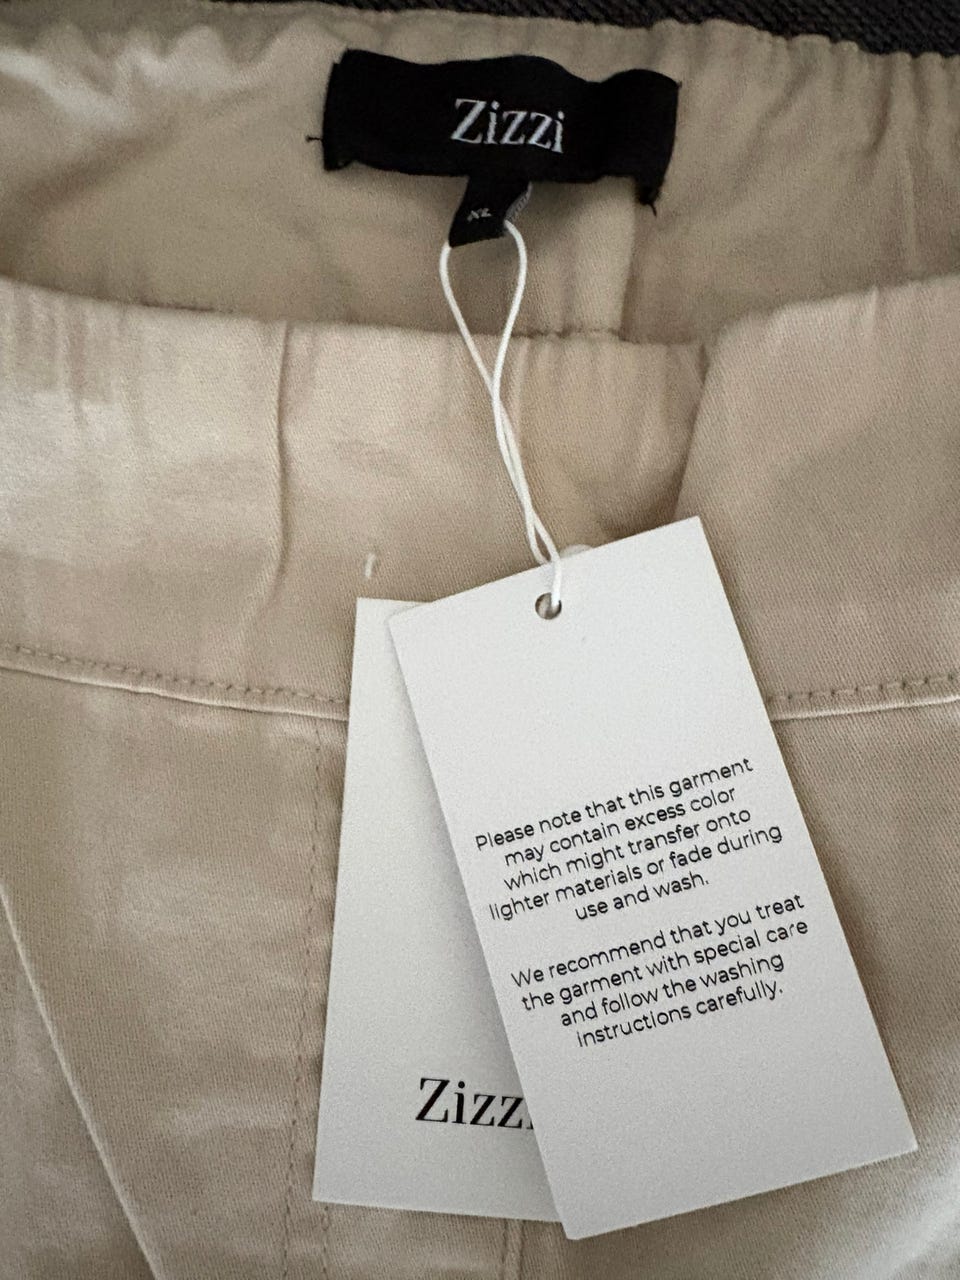 Zizzi
XL
Please note that this garment
may contain excess color
which might transfer onto
lighter materials or fade during
use and wash.
We recommend that you treat
the garment with special care
and follow the washing
instructions carefully.
Zizzi